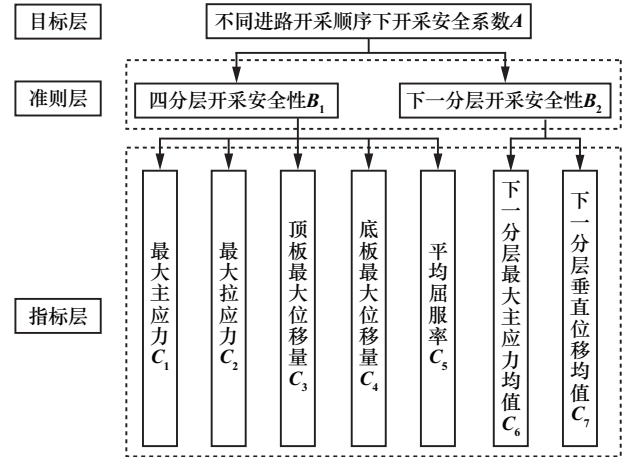 目标层
不同进路开采顺序下开采安全系数A
准则层
四分层开采安全性B₁
下一分层开采安全性B₂
指标层
最大主应力C₁
最大拉应力C₂
顶板最大位移量C₃
底板最大位移量C₄
平均屈服率C₅
下一分层最大主应力均值C₆
下一分层垂直位移均值C₇